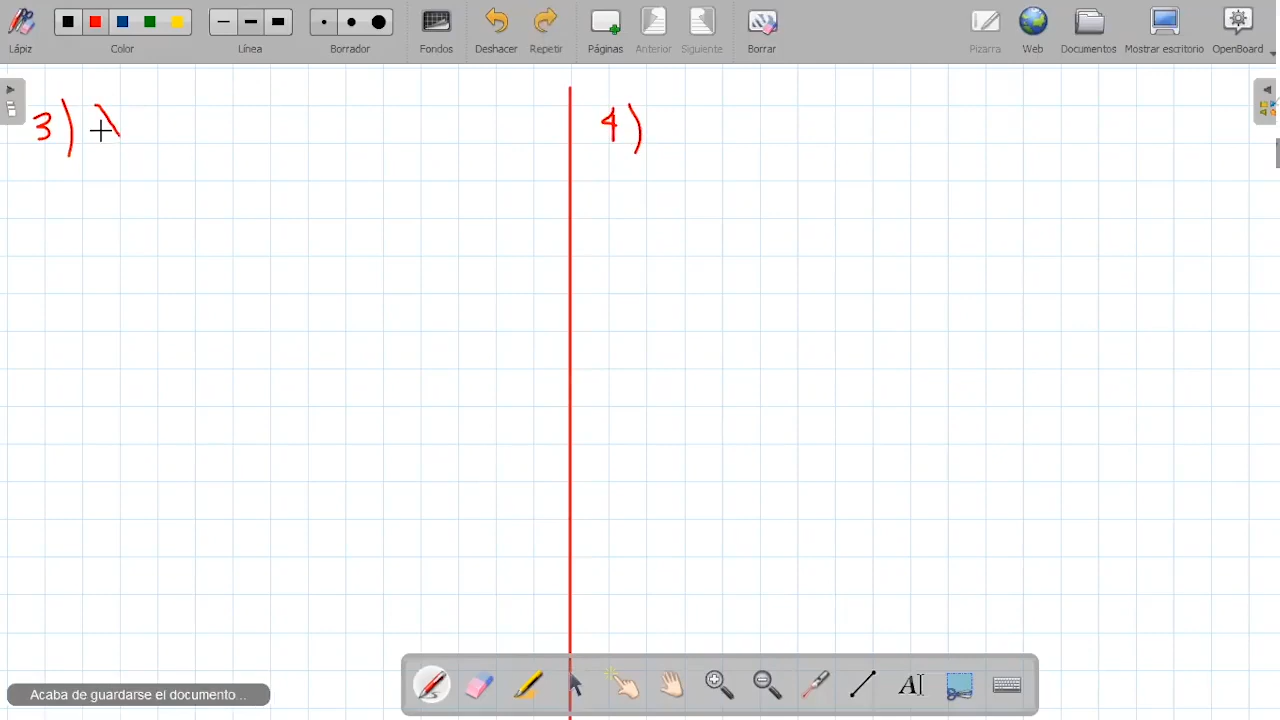 Lápiz Color Línea Borrador Fondos Deshacer Repetir Páginas Anterior Siguiente Borrar Pizarra Web Documentos Mostrar escritorio OpenBoard
3) λ 4)
Acaba de guardarse el documento...